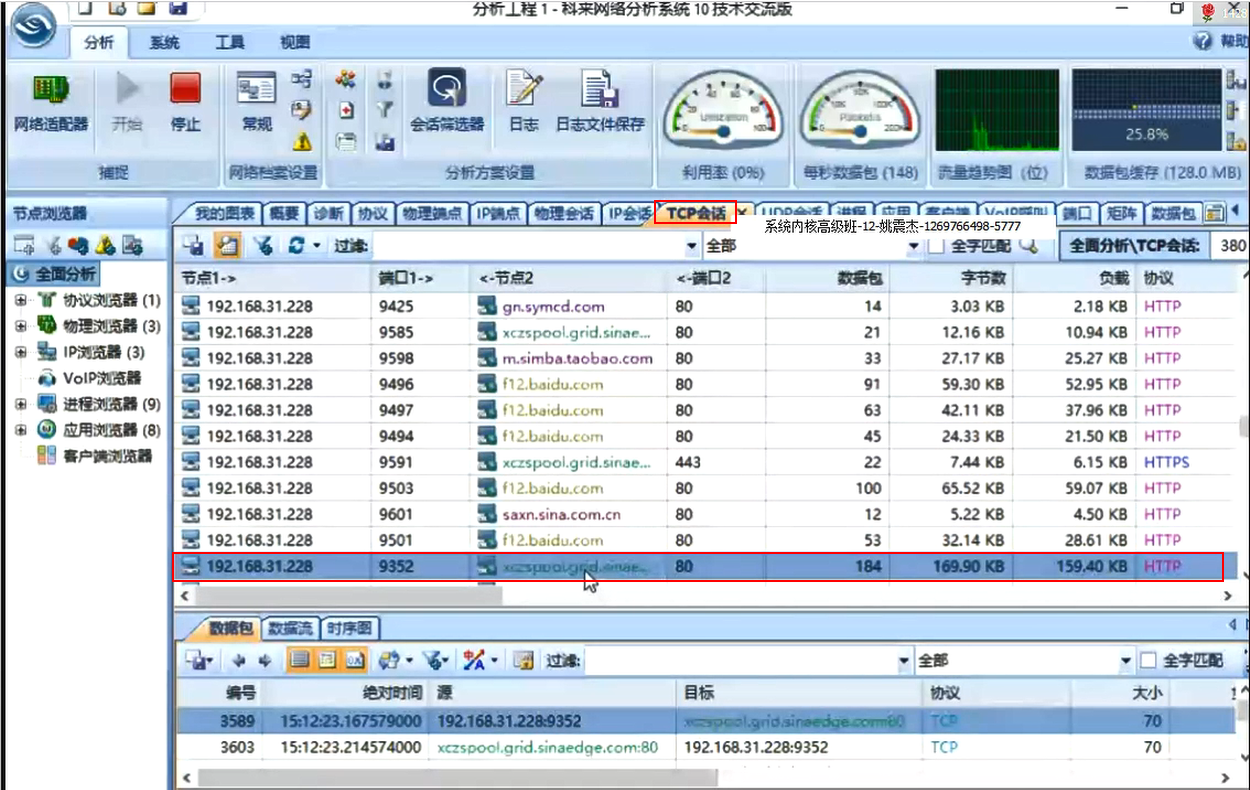 分析工程 1 - 科来网络分析系统 10 技术交流版
分析 系统 工具 视图 帮助
网络适配器 开始 停止 常规 会话筛选器 日志 日志文件保存
25.8%
捕捉 网络档案设置 分析方案设置 利用率 (0%) 每秒数据包 (148) 流量趋势图 (位) 数据包缓存 (128.0 MB)
节点浏览器 我的图表 概要 诊断 协议 物理端点 IP端点 物理会话 IP会话 TCP会话 UDP会话 进程 应用 客户端 VoIP呼叫 端口 矩阵 数据包
系统内核高级班-12-姚震杰-1269766498-5777
过滤: 全部 全字匹配 全面分析\TCP会话: 380
全面分析
协议浏览器 (1)
物理浏览器 (3)
IP浏览器 (3)
VoIP浏览器
进程浏览器 (9)
应用浏览器 (8)
客户端浏览器
节点1-> 端口1-> <-节点2 <-端口2 数据包 字节数 负载 协议
192.168.31.228 9425 gn.symcd.com 80 14 3.03 KB 2.18 KB HTTP
192.168.31.228 9585 xczspool.grid.sinae... 80 21 12.16 KB 10.94 KB HTTP
192.168.31.228 9598 m.simba.taobao.com 80 33 27.17 KB 25.27 KB HTTP
192.168.31.228 9496 f12.baidu.com 80 91 59.30 KB 52.95 KB HTTP
192.168.31.228 9497 f12.baidu.com 80 63 42.11 KB 37.96 KB HTTP
192.168.31.228 9494 f12.baidu.com 80 45 24.33 KB 21.50 KB HTTP
192.168.31.228 9591 xczspool.grid.sinae... 443 22 7.44 KB 6.15 KB HTTPS
192.168.31.228 9503 f12.baidu.com 80 100 65.52 KB 59.07 KB HTTP
192.168.31.228 9601 saxn.sina.com.cn 80 12 5.22 KB 4.50 KB HTTP
192.168.31.228 9501 f12.baidu.com 80 53 32.14 KB 28.61 KB HTTP
192.168.31.228 9352 xczspool.grid.sinae... 80 184 169.90 KB 159.40 KB HTTP
数据包 数据流 时序图
过滤: 全部 全字匹配
编号 绝对时间 源 目标 协议 大小
3589 15:12:23.167579000 192.168.31.228:9352 xczspool.grid.sinaedge.com:80 TCP 70
3603 15:12:23.214574000 xczspool.grid.sinaedge.com:80 192.168.31.228:9352 TCP 70